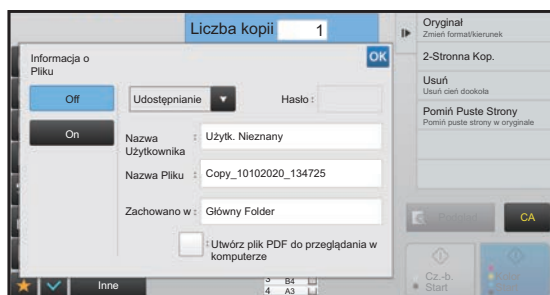 Liczba kopii 1
Informacja o
Pliku
OK
Off
On
Udostępnianie
Hasło :
Nazwa
Użytkownika
:
Użytk. Nieznany
Nazwa Pliku :
Copy_10102020_134725
Zachowano w :
Główny Folder
: Utwórz plik PDF do przeglądania w
komputerze
Inne
B4
4 A3
Oryginał
Zmień format/kierunek
2-Stronna Kop.
Usuń
Usuń cień dookoła
Pomiń Puste Strony
Pomiń puste strony w oryginale
CA
Cz.-b.
Start